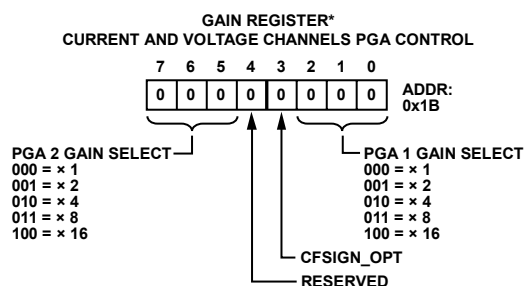 GAIN REGISTER*
CURRENT AND VOLTAGE CHANNELS PGA CONTROL
7 6 5 4 3 2 1 0
0 0 0 0 0 0 0 0
ADDR:
0x1B
PGA 2 GAIN SELECT
000 = × 1
001 = × 2
010 = × 4
011 = × 8
100 = × 16
PGA 1 GAIN SELECT
000 = × 1
001 = × 2
010 = × 4
011 = × 8
100 = × 16
CFSIGN_OPT
RESERVED